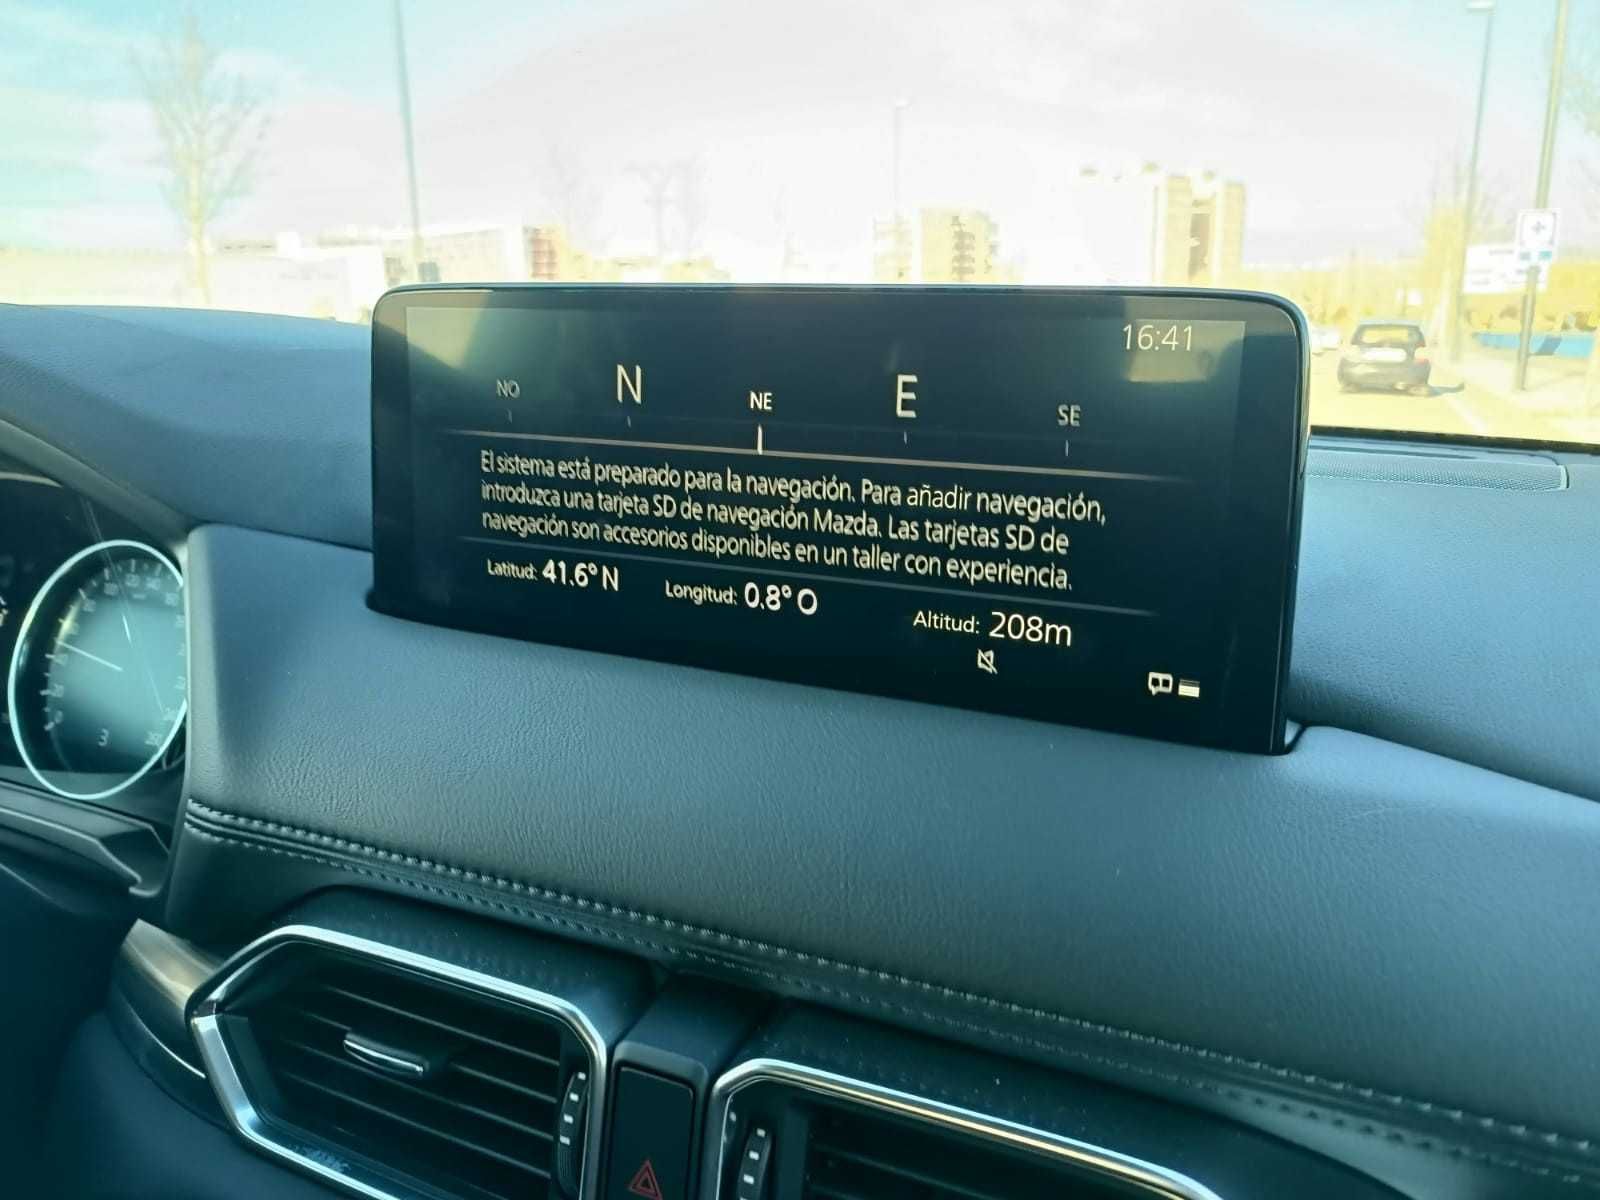 16:41
NO N NE E SE
El sistema está preparado para la navegación. Para añadir navegación,
introduzca una tarjeta SD de navegación Mazda. Las tarjetas SD de
navegación son accesorios disponibles en un taller con experiencia.
Latitud: 41.6° N Longitud: 0.8° O Altitud: 208m